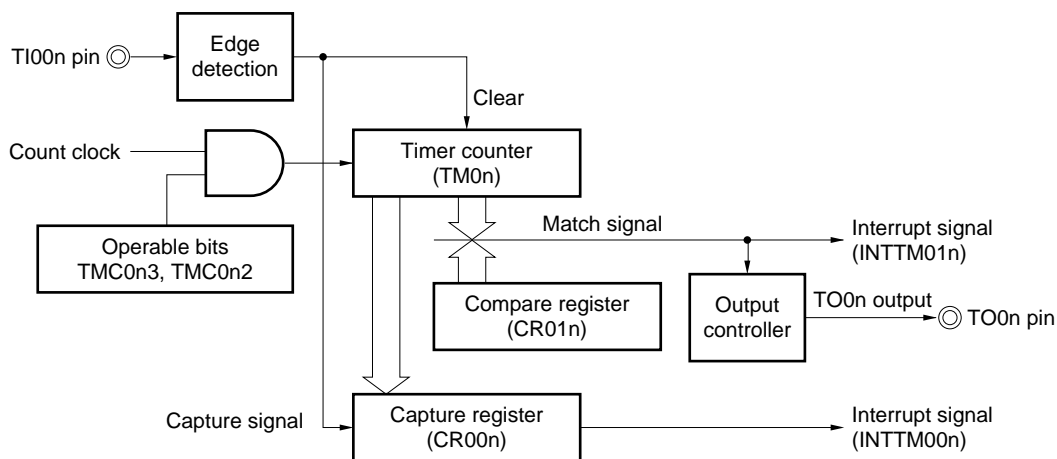 TI00n pin
Edge
detection
Clear
Count clock
Timer counter
(TM0n)
Operable bits
TMC0n3, TMC0n2
Match signal
Interrupt signal
(INTTM01n)
Compare register
(CR01n)
Output
controller
TO0n output
TO0n pin
Capture signal
Capture register
(CR00n)
Interrupt signal
(INTTM00n)